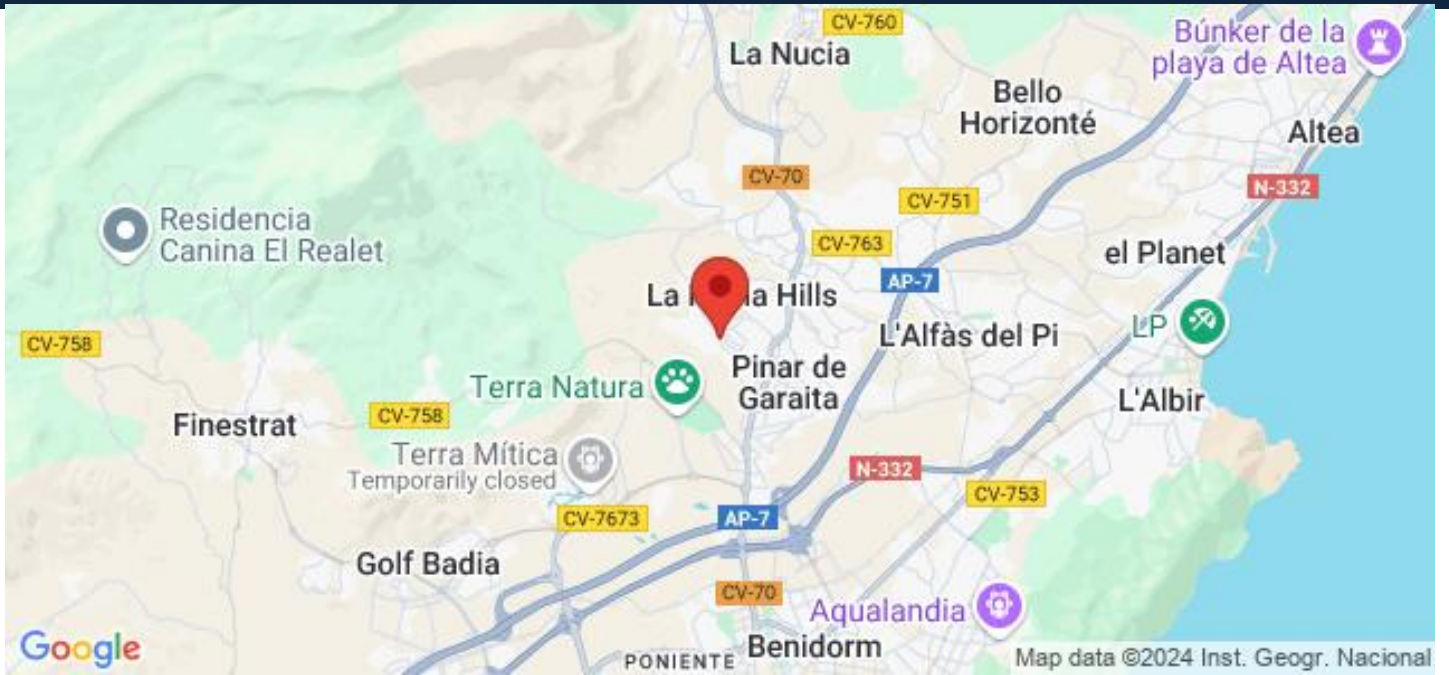 CV-760
La Nucia
Búnker de la
playa de Altea
Bello
Horizonté
Altea
CV-70
N-332
CV-751
Residencia
Canina El Realet
CV-763
el Planet
AP-7
La
a Hills
LP
CV-758
L'Alfàs del Pi
Pinar de
Garaita
Terra Natura
L'Albir
CV-758
Finestrat
Terra Mítica
Temporarily closed
N-332
CV-753
CV-7673
AP-7
Golf Badia
CV-70
Aqualandia
Benidorm
PONIENTE
Google
Map data ©2024 Inst. Geogr. Nacional